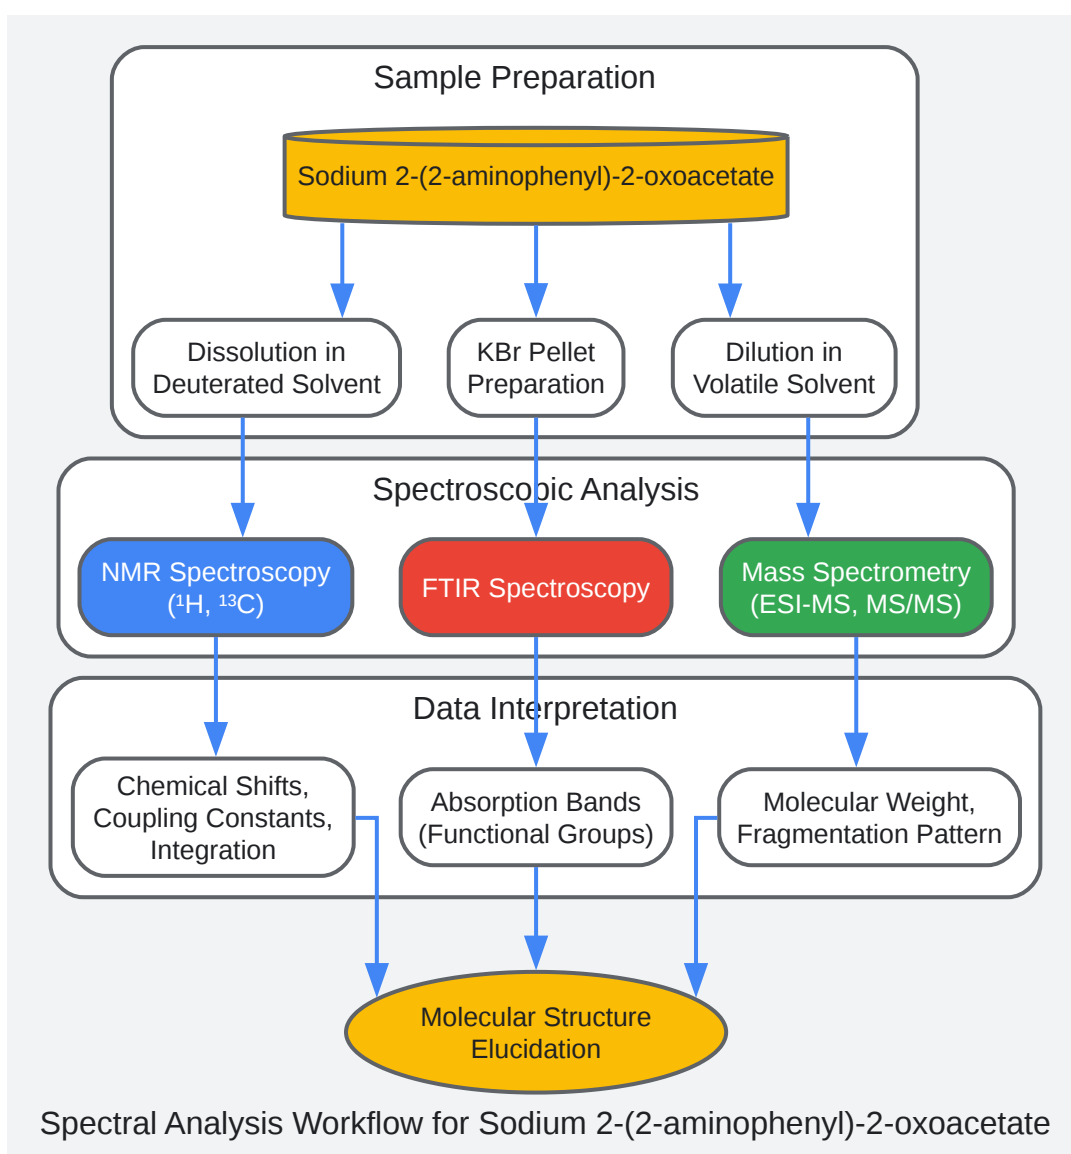 Sample Preparation
Sodium 2-(2-aminophenyl)-2-oxoacetate
Dissolution in
Deuterated Solvent
KBr Pellet
Preparation
Dilution in
Volatile Solvent
Spectroscopic Analysis
NMR Spectroscopy
(¹H, ¹³C)
FTIR Spectroscopy
Mass Spectrometry
(ESI-MS, MS/MS)
Data Interpretation
Chemical Shifts,
Coupling Constants,
Integration
Absorption Bands
(Functional Groups)
Molecular Weight,
Fragmentation Pattern
Molecular Structure
Elucidation
Spectral Analysis Workflow for Sodium 2-(2-aminophenyl)-2-oxoacetate